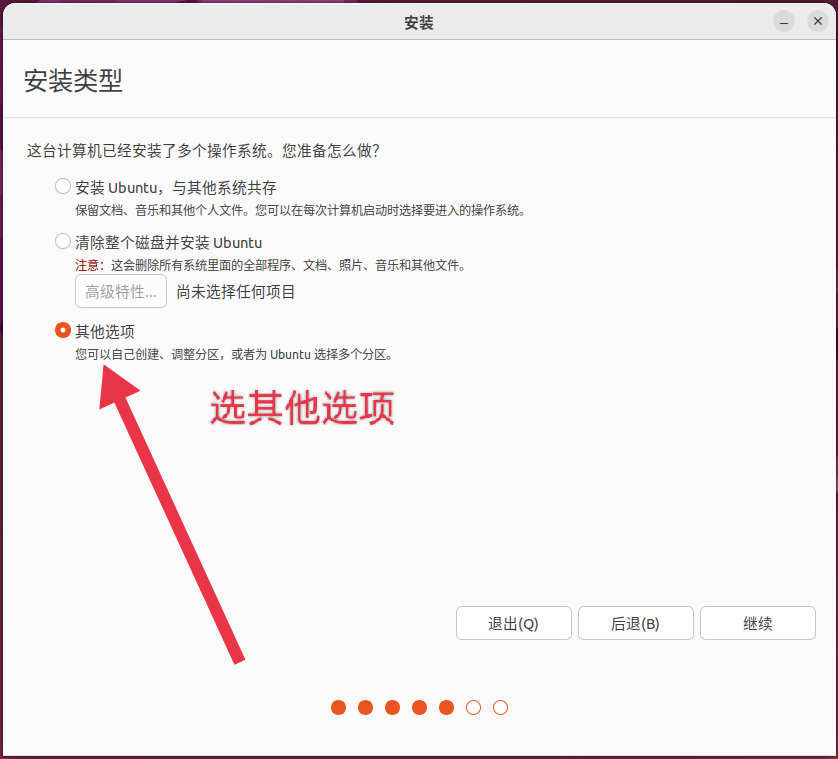 安装
安装类型
这台计算机已经安装了多个操作系统。您准备怎么做？
安装 Ubuntu，与其他系统共存
保留文档、音乐和其他个人文件。您可以在每次计算机启动时选择要进入的操作系统。
清除整个磁盘并安装 Ubuntu
注意：这会删除所有系统里面的全部程序、文档、照片、音乐和其他文件。
高级特性... 尚未选择任何项目
其他选项
您可以自己创建、调整分区，或者为 Ubuntu 选择多个分区。
选其他选项
退出(Q) 后退(B) 继续